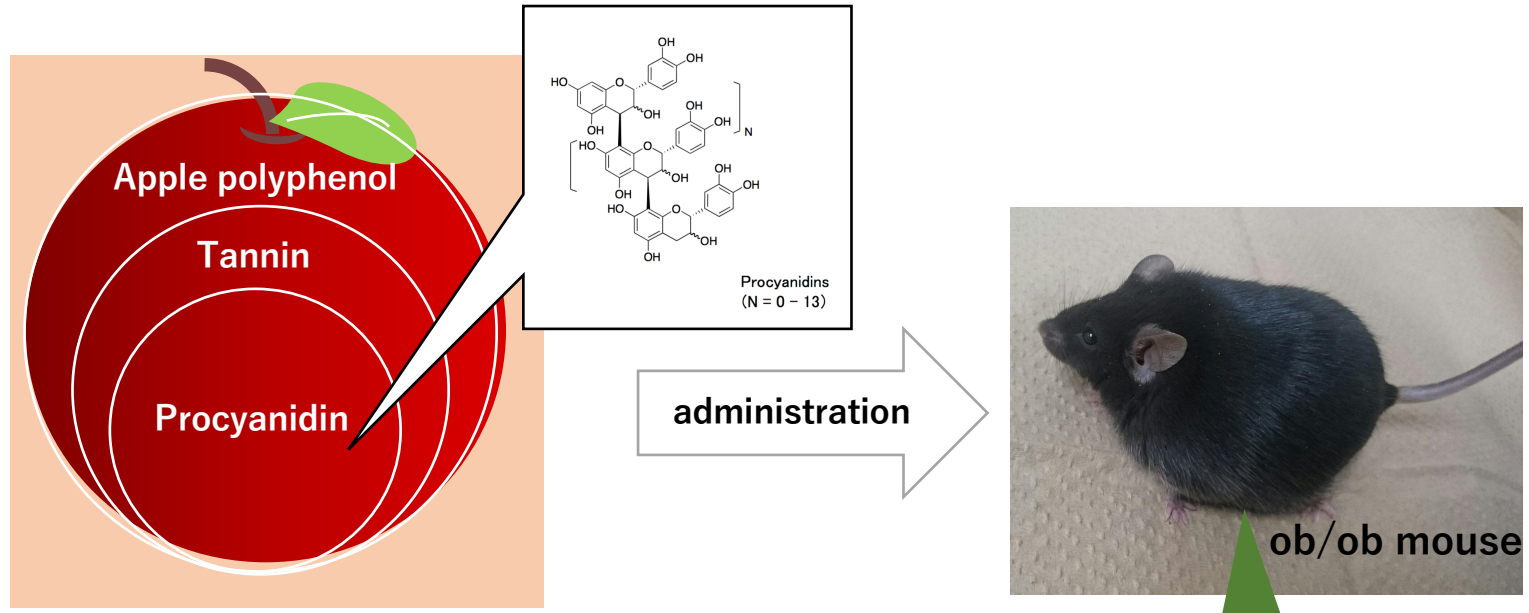 Apple polyphenol
Tannin
Procyanidin
OH
OH
HO
O
OH
OH
OH
OH
N
HO
O
OH
OH
OH
OH
HO
O
OH
OH
Procyanidins
(N = 0 − 13)
administration
ob/ob mouse